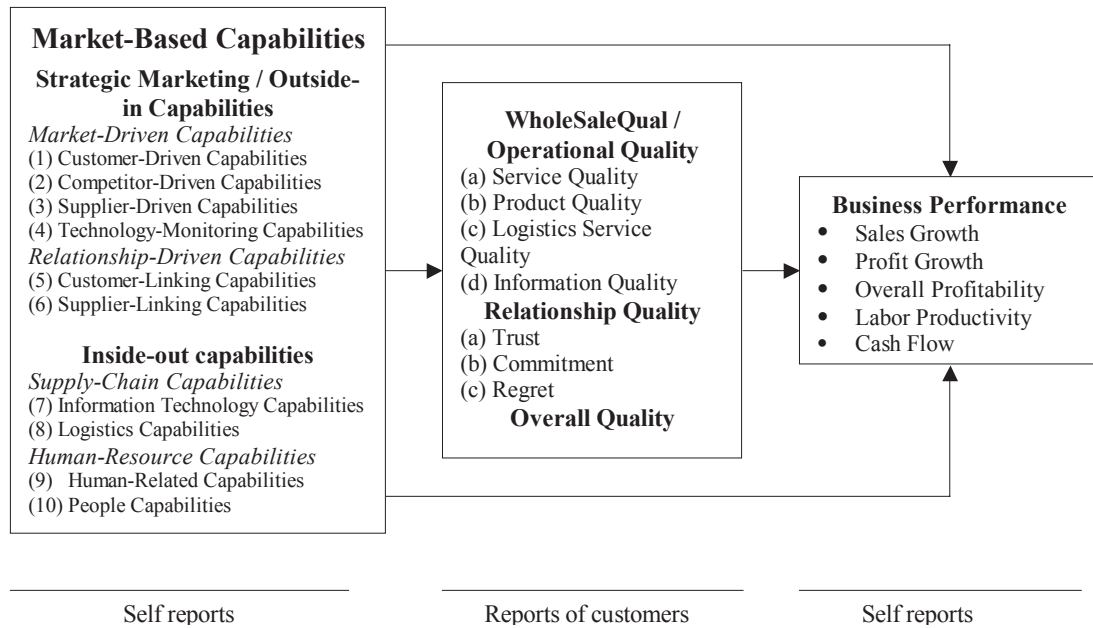 Market-Based Capabilities
Strategic Marketing / Outside-
in Capabilities
Market-Driven Capabilities
(1) Customer-Driven Capabilities
(2) Competitor-Driven Capabilities
(3) Supplier-Driven Capabilities
(4) Technology-Monitoring Capabilities
Relationship-Driven Capabilities
(5) Customer-Linking Capabilities
(6) Supplier-Linking Capabilities
Inside-out capabilities
Supply-Chain Capabilities
(7) Information Technology Capabilities
(8) Logistics Capabilities
Human-Resource Capabilities
(9) Human-Related Capabilities
(10) People Capabilities
WholeSaleQual /
Operational Quality
(a) Service Quality
(b) Product Quality
(c) Logistics Service
Quality
(d) Information Quality
Relationship Quality
(a) Trust
(b) Commitment
(c) Regret
Overall Quality
Business Performance
• Sales Growth
• Profit Growth
• Overall Profitability
• Labor Productivity
• Cash Flow
Self reports
Reports of customers
Self reports